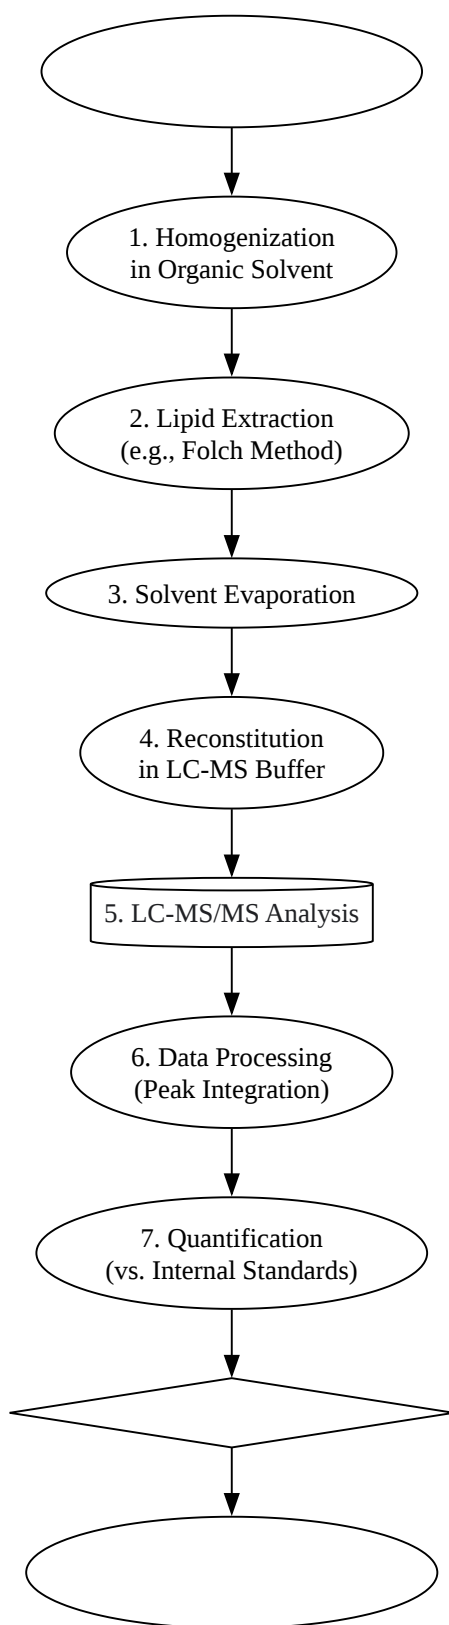 1. Homogenization
in Organic Solvent
2. Lipid Extraction
(e.g., Folch Method)
3. Solvent Evaporation
4. Reconstitution
in LC-MS Buffer
5. LC-MS/MS Analysis
6. Data Processing
(Peak Integration)
7. Quantification
(vs. Internal Standards)